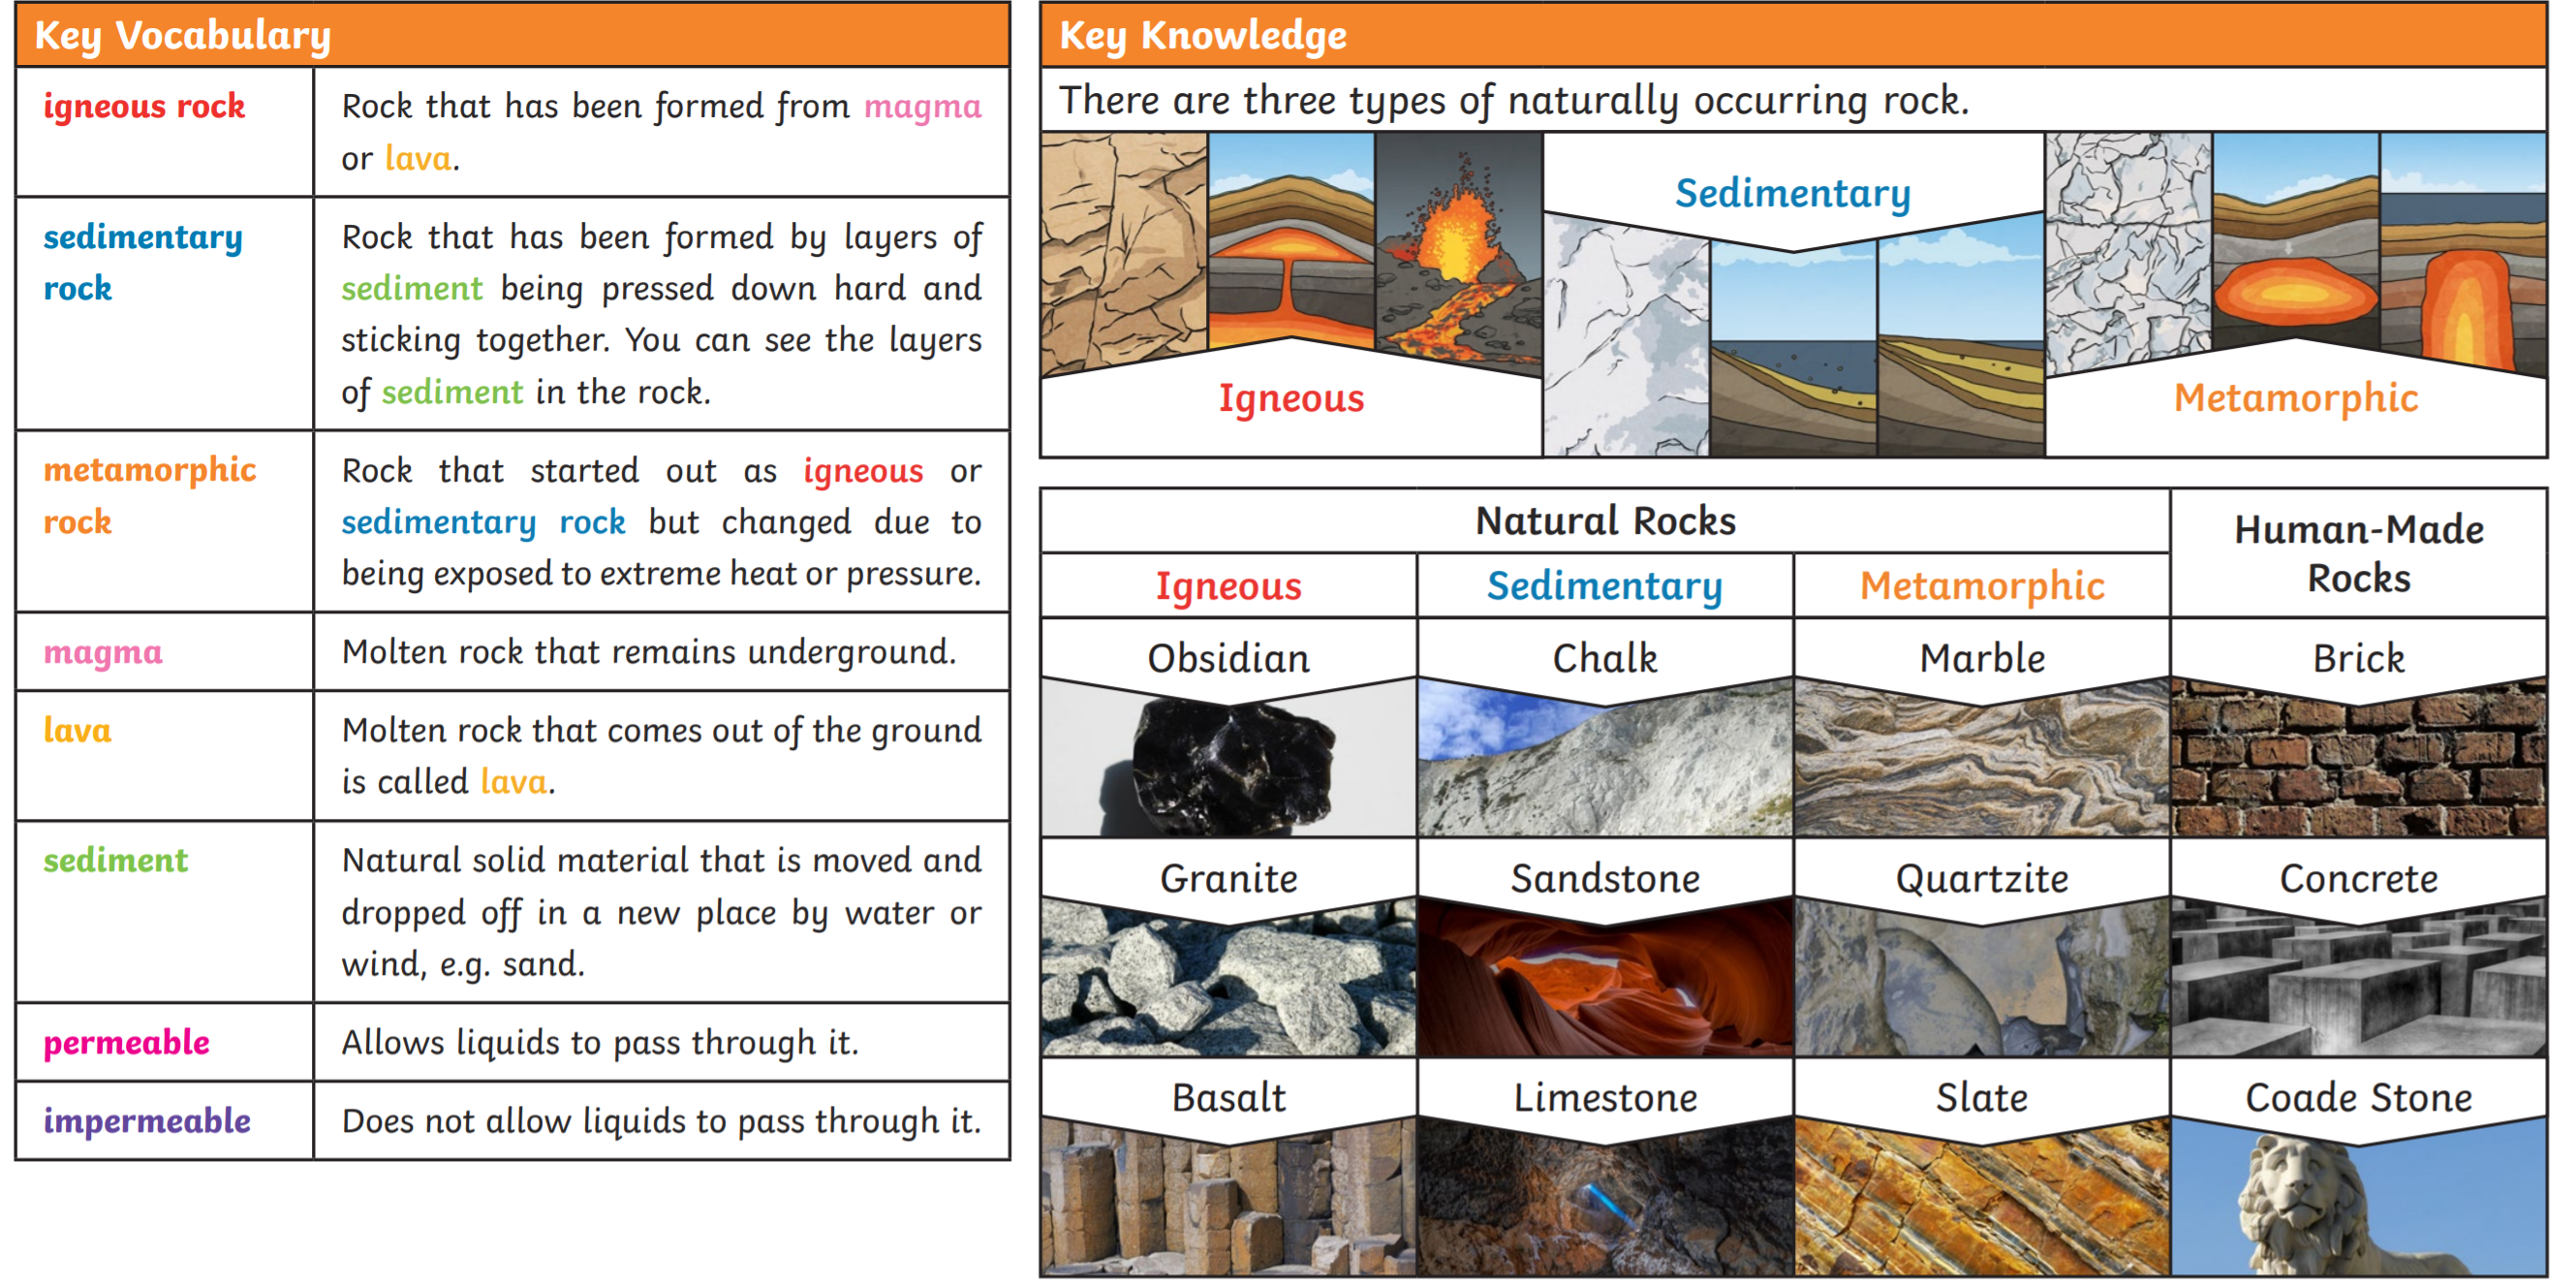 Key Vocabulary
igneous rock
Rock that has been formed from magma
or lava.
sedimentary
rock
Rock that has been formed by layers of
sediment being pressed down hard and
sticking together. You can see the layers
of sediment in the rock.
metamorphic
rock
Rock that started out as igneous or
sedimentary rock but changed due to
being exposed to extreme heat or pressure.
magma
Molten rock that remains underground.
lava
Molten rock that comes out of the ground
is called lava.
sediment
Natural solid material that is moved and
dropped off in a new place by water or
wind, e.g. sand.
permeable
Allows liquids to pass through it.
impermeable
Does not allow liquids to pass through it.
Key Knowledge
There are three types of naturally occurring rock.
Igneous
Sedimentary
Metamorphic
Natural Rocks
Human-Made
Rocks
Igneous
Sedimentary
Metamorphic
Obsidian
Chalk
Marble
Brick
Granite
Sandstone
Quartzite
Concrete
Basalt
Limestone
Slate
Coade Stone